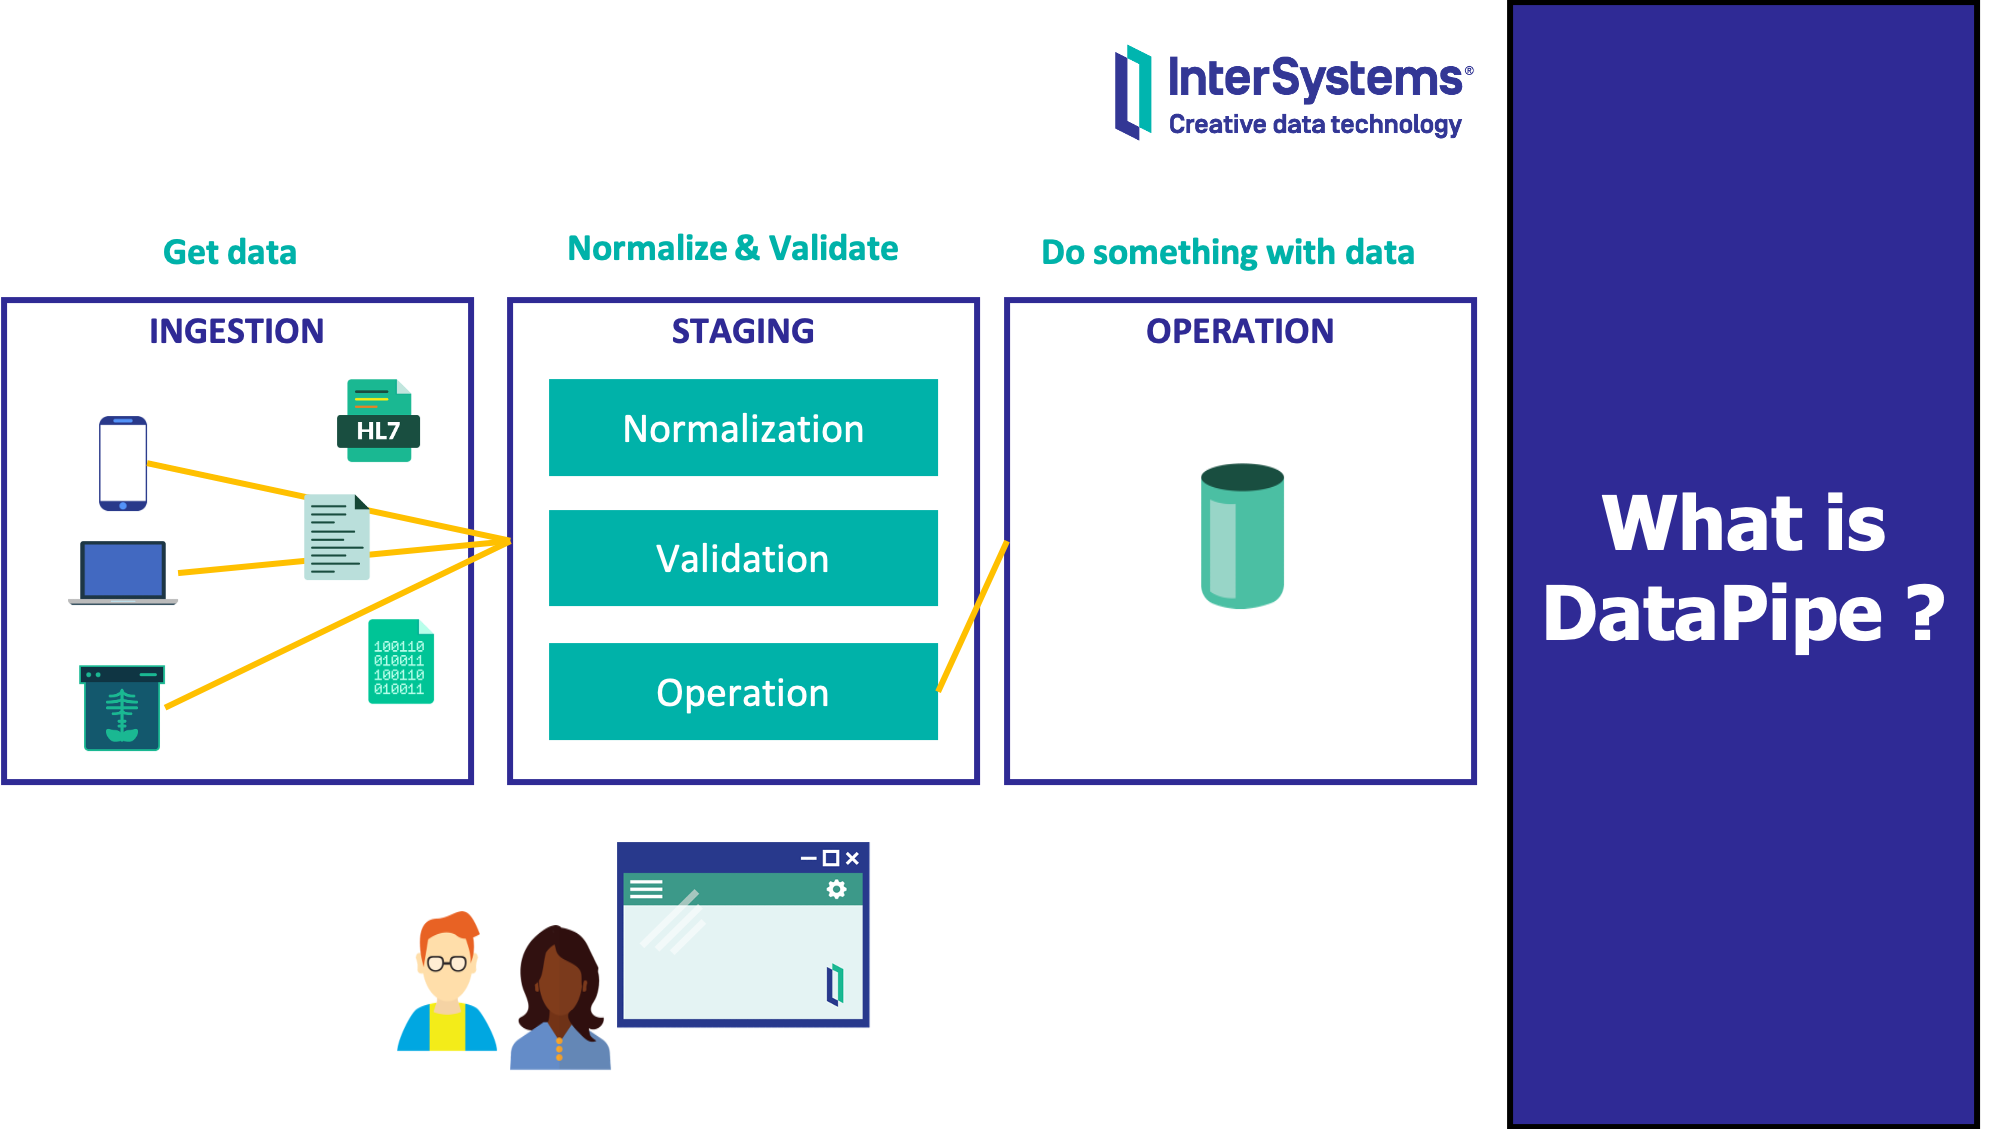 InterSystems®
Creative data technology
Get data
Normalize & Validate
Do something with data
INGESTION
STAGING
OPERATION
HL7
Normalization
Validation
Operation
100110
010011
100110
010011
What is
DataPipe ?